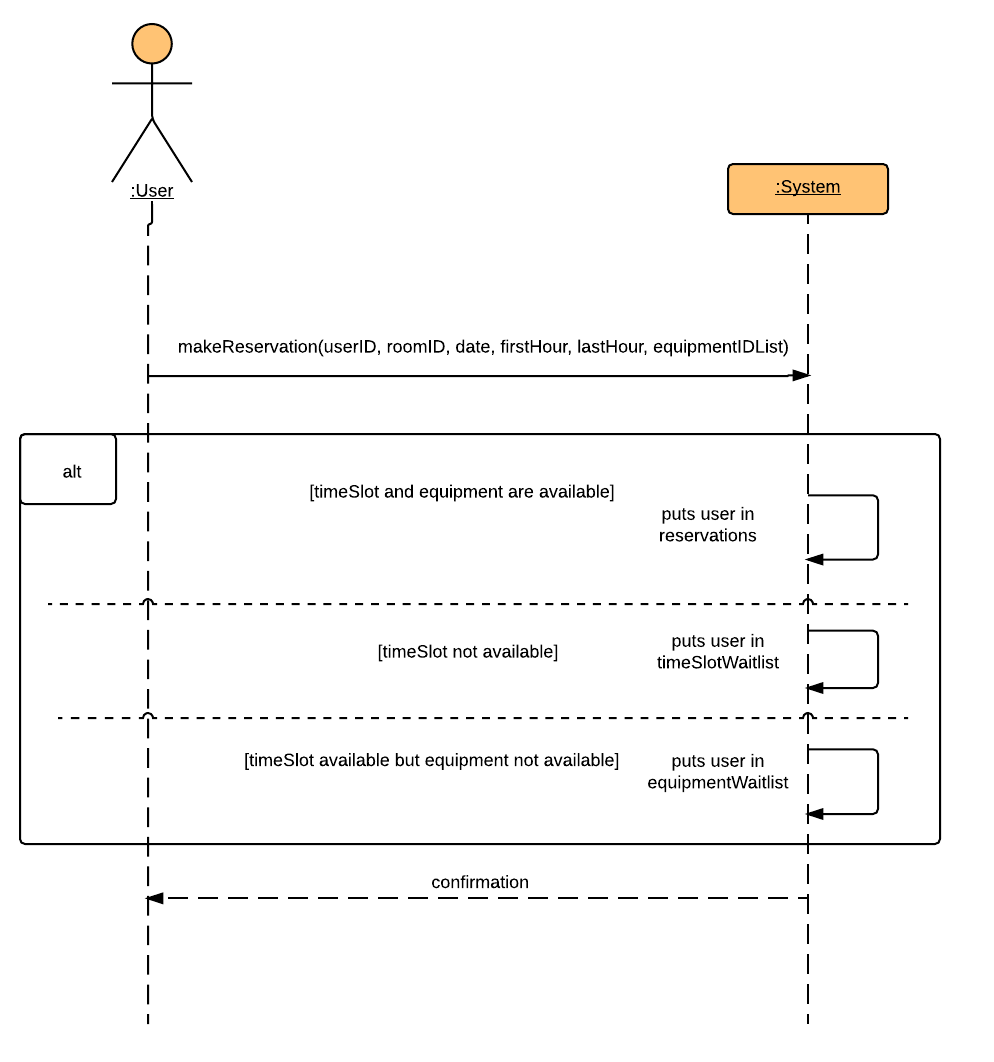 :User
:System
makeReservation(userID, roomID, date, firstHour, lastHour, equipmentIDList)
alt
[timeSlot and equipment are available]
puts user in
reservations
[timeSlot not available]
puts user in
timeSlotWaitlist
[timeSlot available but equipment not available]
puts user in
equipmentWaitlist
confirmation